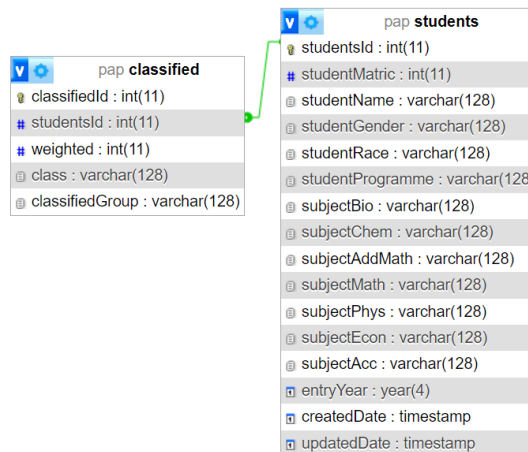 pap classified
classifiedId : int(11)
studentsId : int(11)
weighted : int(11)
class : varchar(128)
classifiedGroup : varchar(128)
pap students
studentsId : int(11)
studentMatric : int(11)
studentName : varchar(128)
studentGender : varchar(128)
studentRace : varchar(128)
studentProgramme : varchar(128
subjectBio : varchar(128)
subjectChem : varchar(128)
subjectAddMath : varchar(128)
subjectMath : varchar(128)
subjectPhys : varchar(128)
subjectEcon : varchar(128)
subjectAcc : varchar(128)
entryYear : year(4)
createdDate : timestamp
updatedDate : timestamp